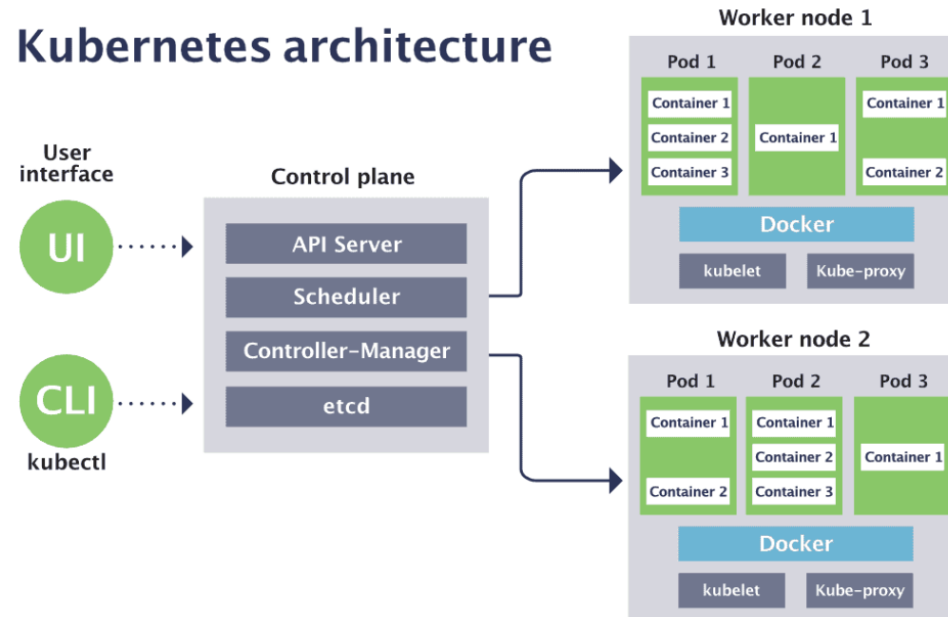 Kubernetes architecture
User
interface
UI
CLI
kubectl
Control plane
API Server
Scheduler
Controller-Manager
etcd
Worker node 1
Pod 1
Container 1
Container 2
Container 3
Pod 2
Container 1
Pod 3
Container 1
Container 2
Docker
kubelet
Kube-proxy
Worker node 2
Pod 1
Container 1
Container 2
Pod 2
Container 1
Container 2
Container 3
Pod 3
Container 1
Docker
kubelet
Kube-proxy